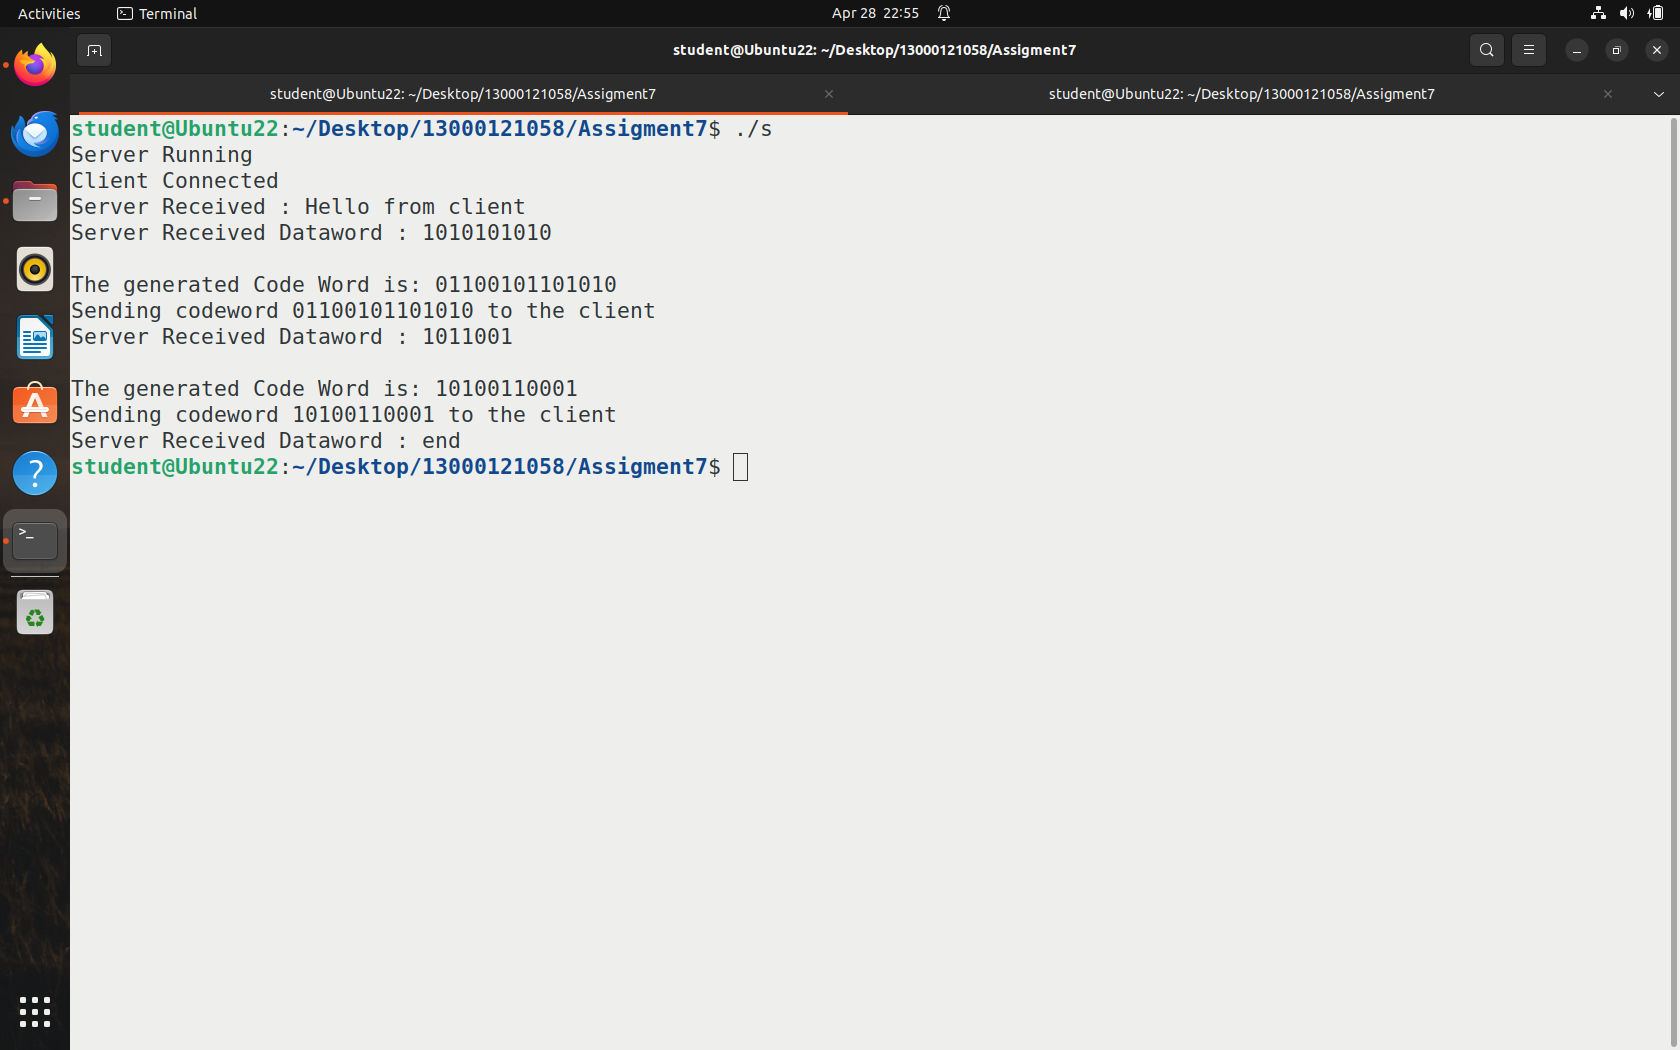 Activities Terminal Apr 28 22:55
student@Ubuntu22: ~/Desktop/13000121058/Assigment7
student@Ubuntu22: ~/Desktop/13000121058/Assigment7 student@Ubuntu22: ~/Desktop/13000121058/Assigment7
student@Ubuntu22:~/Desktop/13000121058/Assigment7$ ./s
Server Running
Client Connected
Server Received : Hello from client
Server Received Dataword : 1010101010
The generated Code Word is: 01100101101010
Sending codeword 01100101101010 to the client
Server Received Dataword : 1011001
The generated Code Word is: 10100110001
Sending codeword 10100110001 to the client
Server Received Dataword : end
student@Ubuntu22:~/Desktop/13000121058/Assigment7$